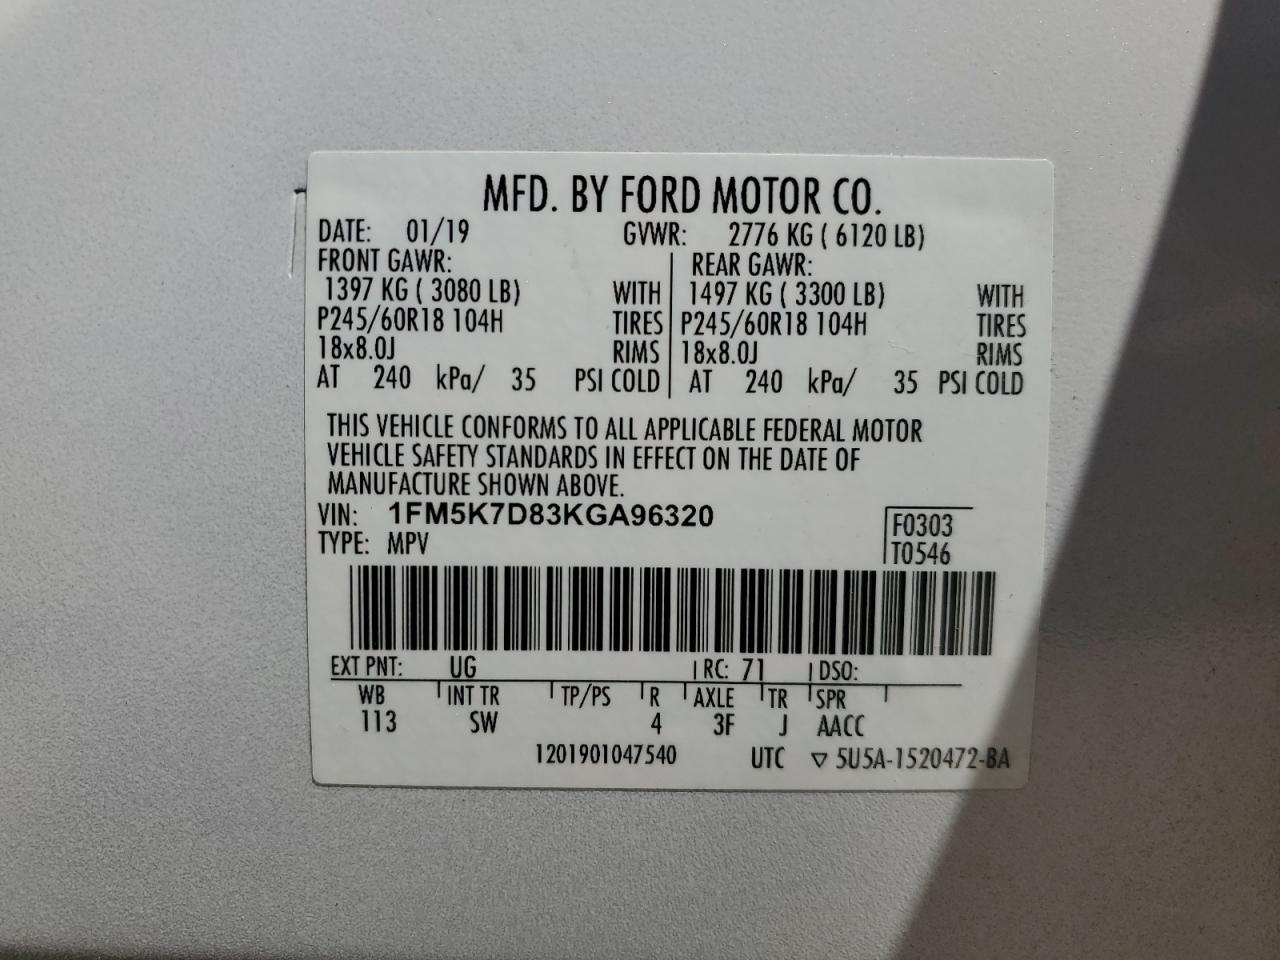 MFD. BY FORD MOTOR CO.
DATE: 01/19 GVWR: 2776 KG ( 6120 LB)
FRONT GAWR: REAR GAWR:
1397 KG ( 3080 LB) WITH 1497 KG ( 3300 LB) WITH
P245/60R18 104H TIRES P245/60R18 104H TIRES
18x8.0J RIMS 18x8.0J RIMS
AT 240 kPa/ 35 PSI COLD AT 240 kPa/ 35 PSI COLD
THIS VEHICLE CONFORMS TO ALL APPLICABLE FEDERAL MOTOR
VEHICLE SAFETY STANDARDS IN EFFECT ON THE DATE OF
MANUFACTURE SHOWN ABOVE.
VIN: 1FM5K7D83KGA96320 F0303
TYPE: MPV T0546
EXT PNT: UG RC: 71 DSO:
WB INT TR TP/PS R AXLE TR SPR
113 SW 4 3F J AACC
1201901047540 UTC ▽ 5U5A-1520472-BA